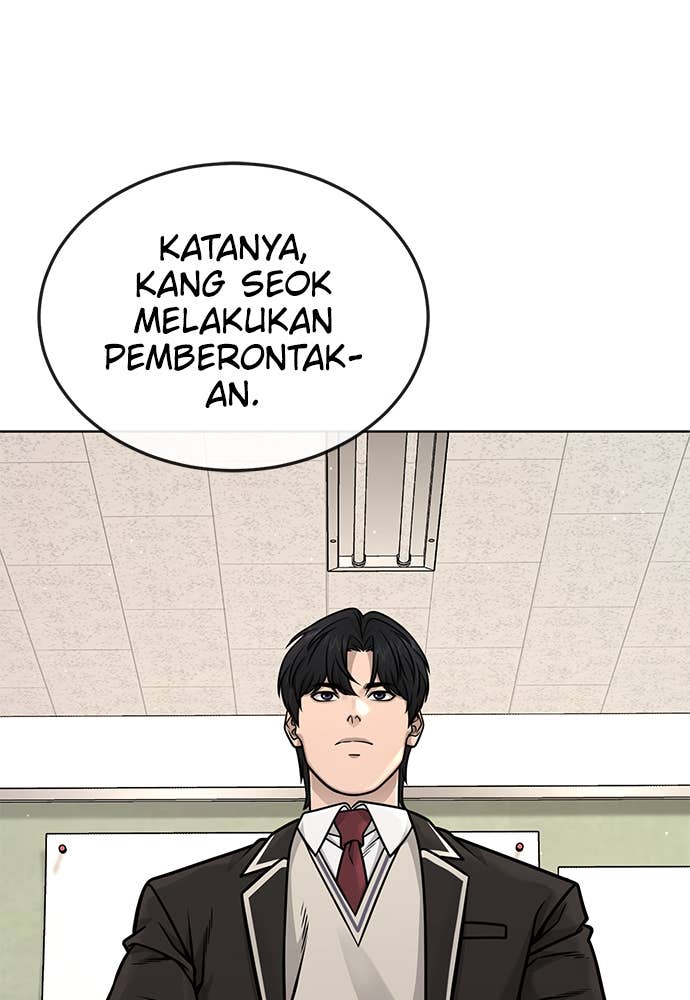 KATANYA,
KANG SEOK
MELAKUKAN
PEMBERONTAK-
AN.